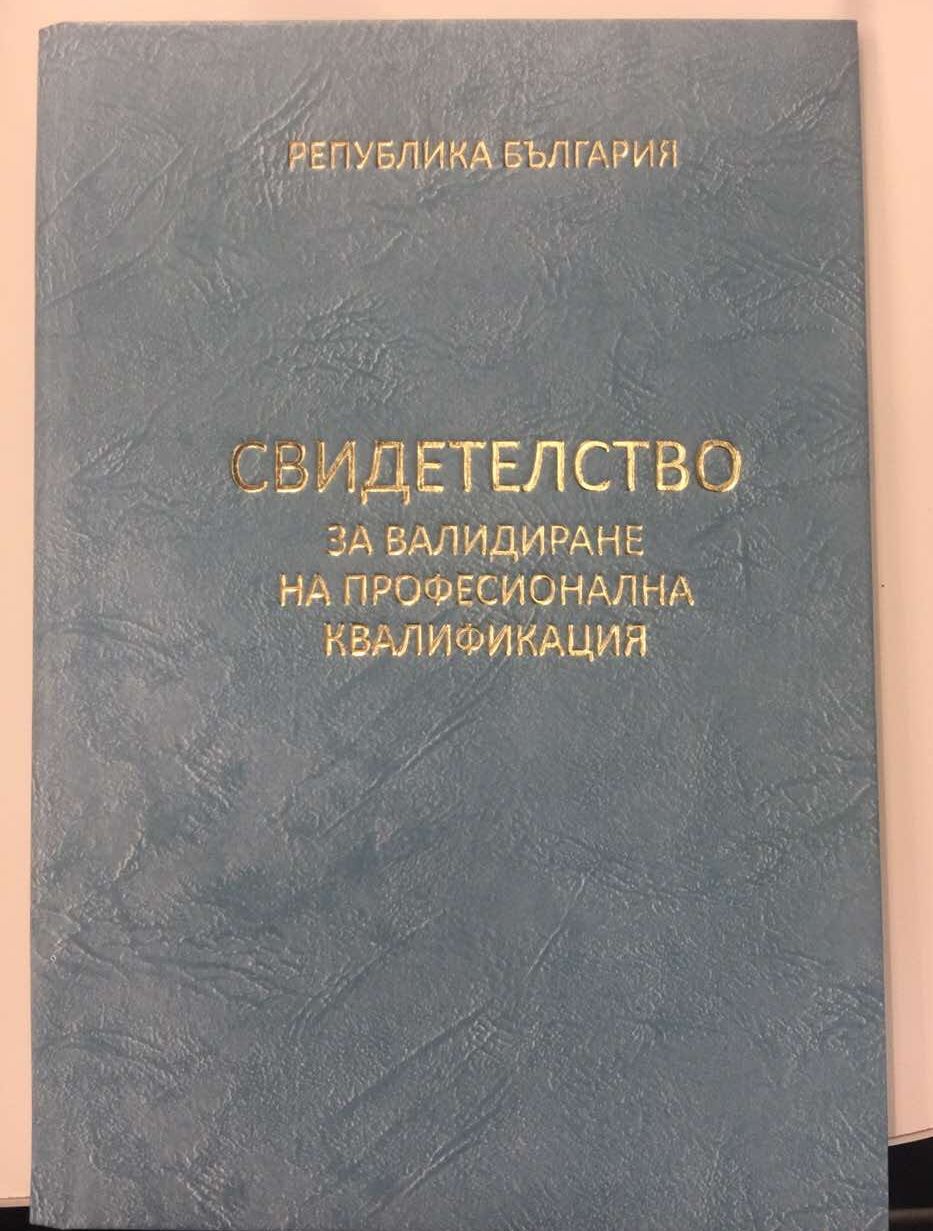 РЕПУБЛИКА БЪЛГАРИЯ
СВИДЕТЕЛСТВО
ЗА ВАЛИДИРАНЕ
НА ПРОФЕСИОНАЛНА
КВАЛИФИКАЦИЯ